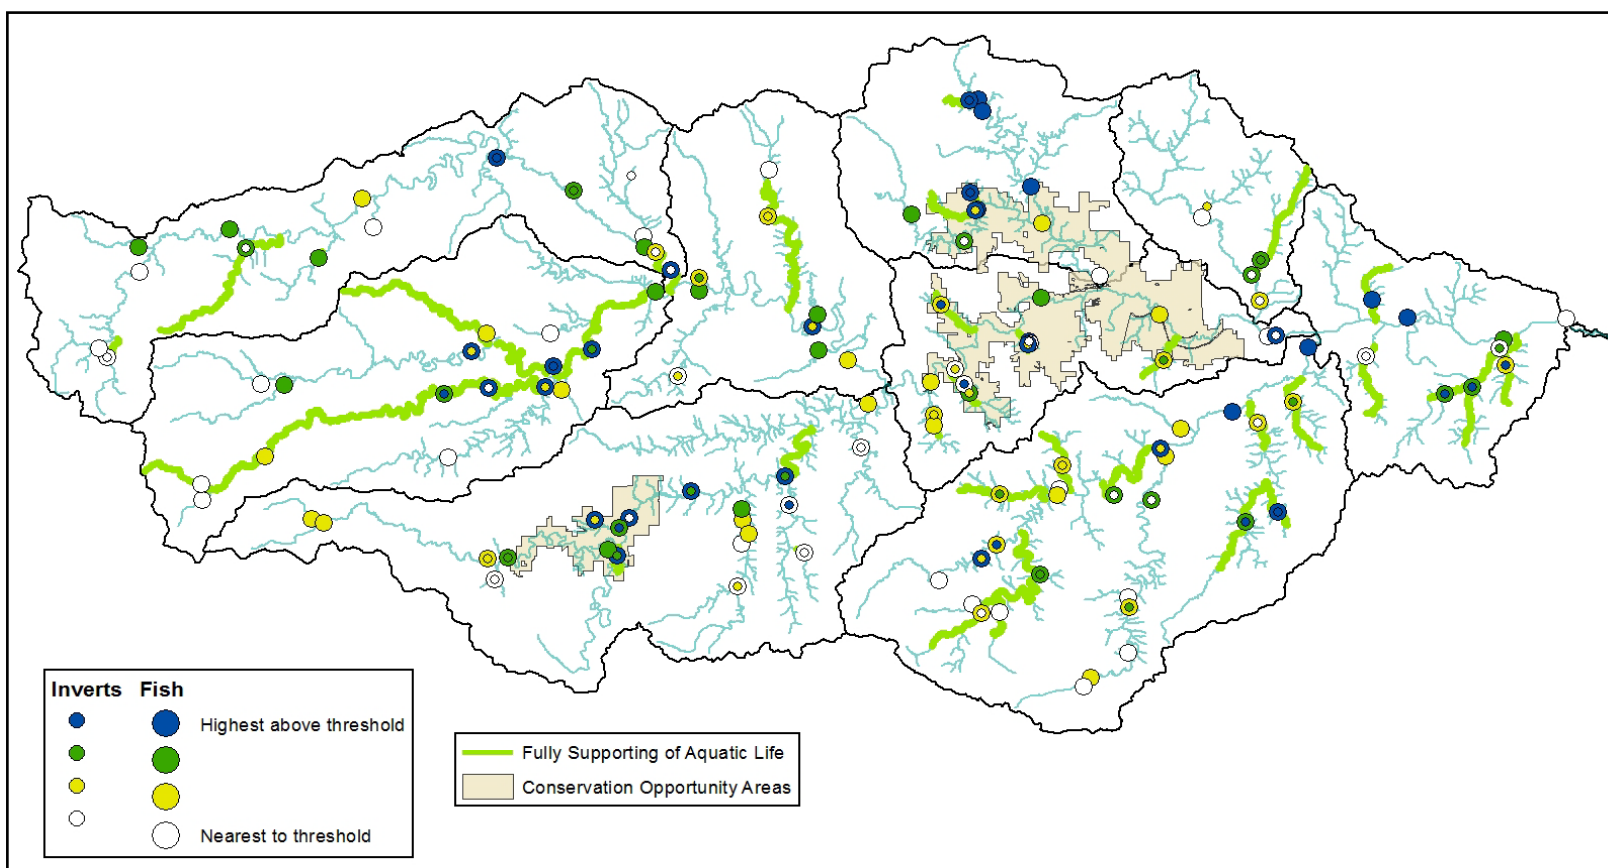 Inverts Fish
Highest above threshold
Nearest to threshold
Fully Supporting of Aquatic Life
Conservation Opportunity Areas